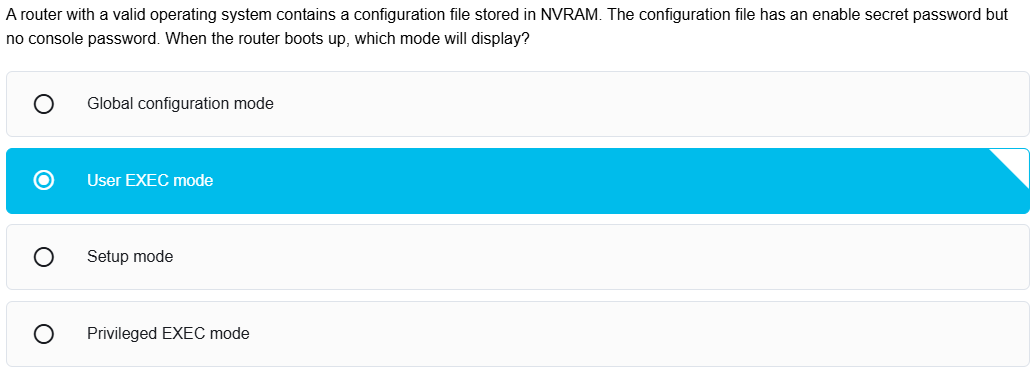 A router with a valid operating system contains a configuration file stored in NVRAM. The configuration file has an enable secret password but
no console password. When the router boots up, which mode will display?
Global configuration mode
User EXEC mode
Setup mode
Privileged EXEC mode